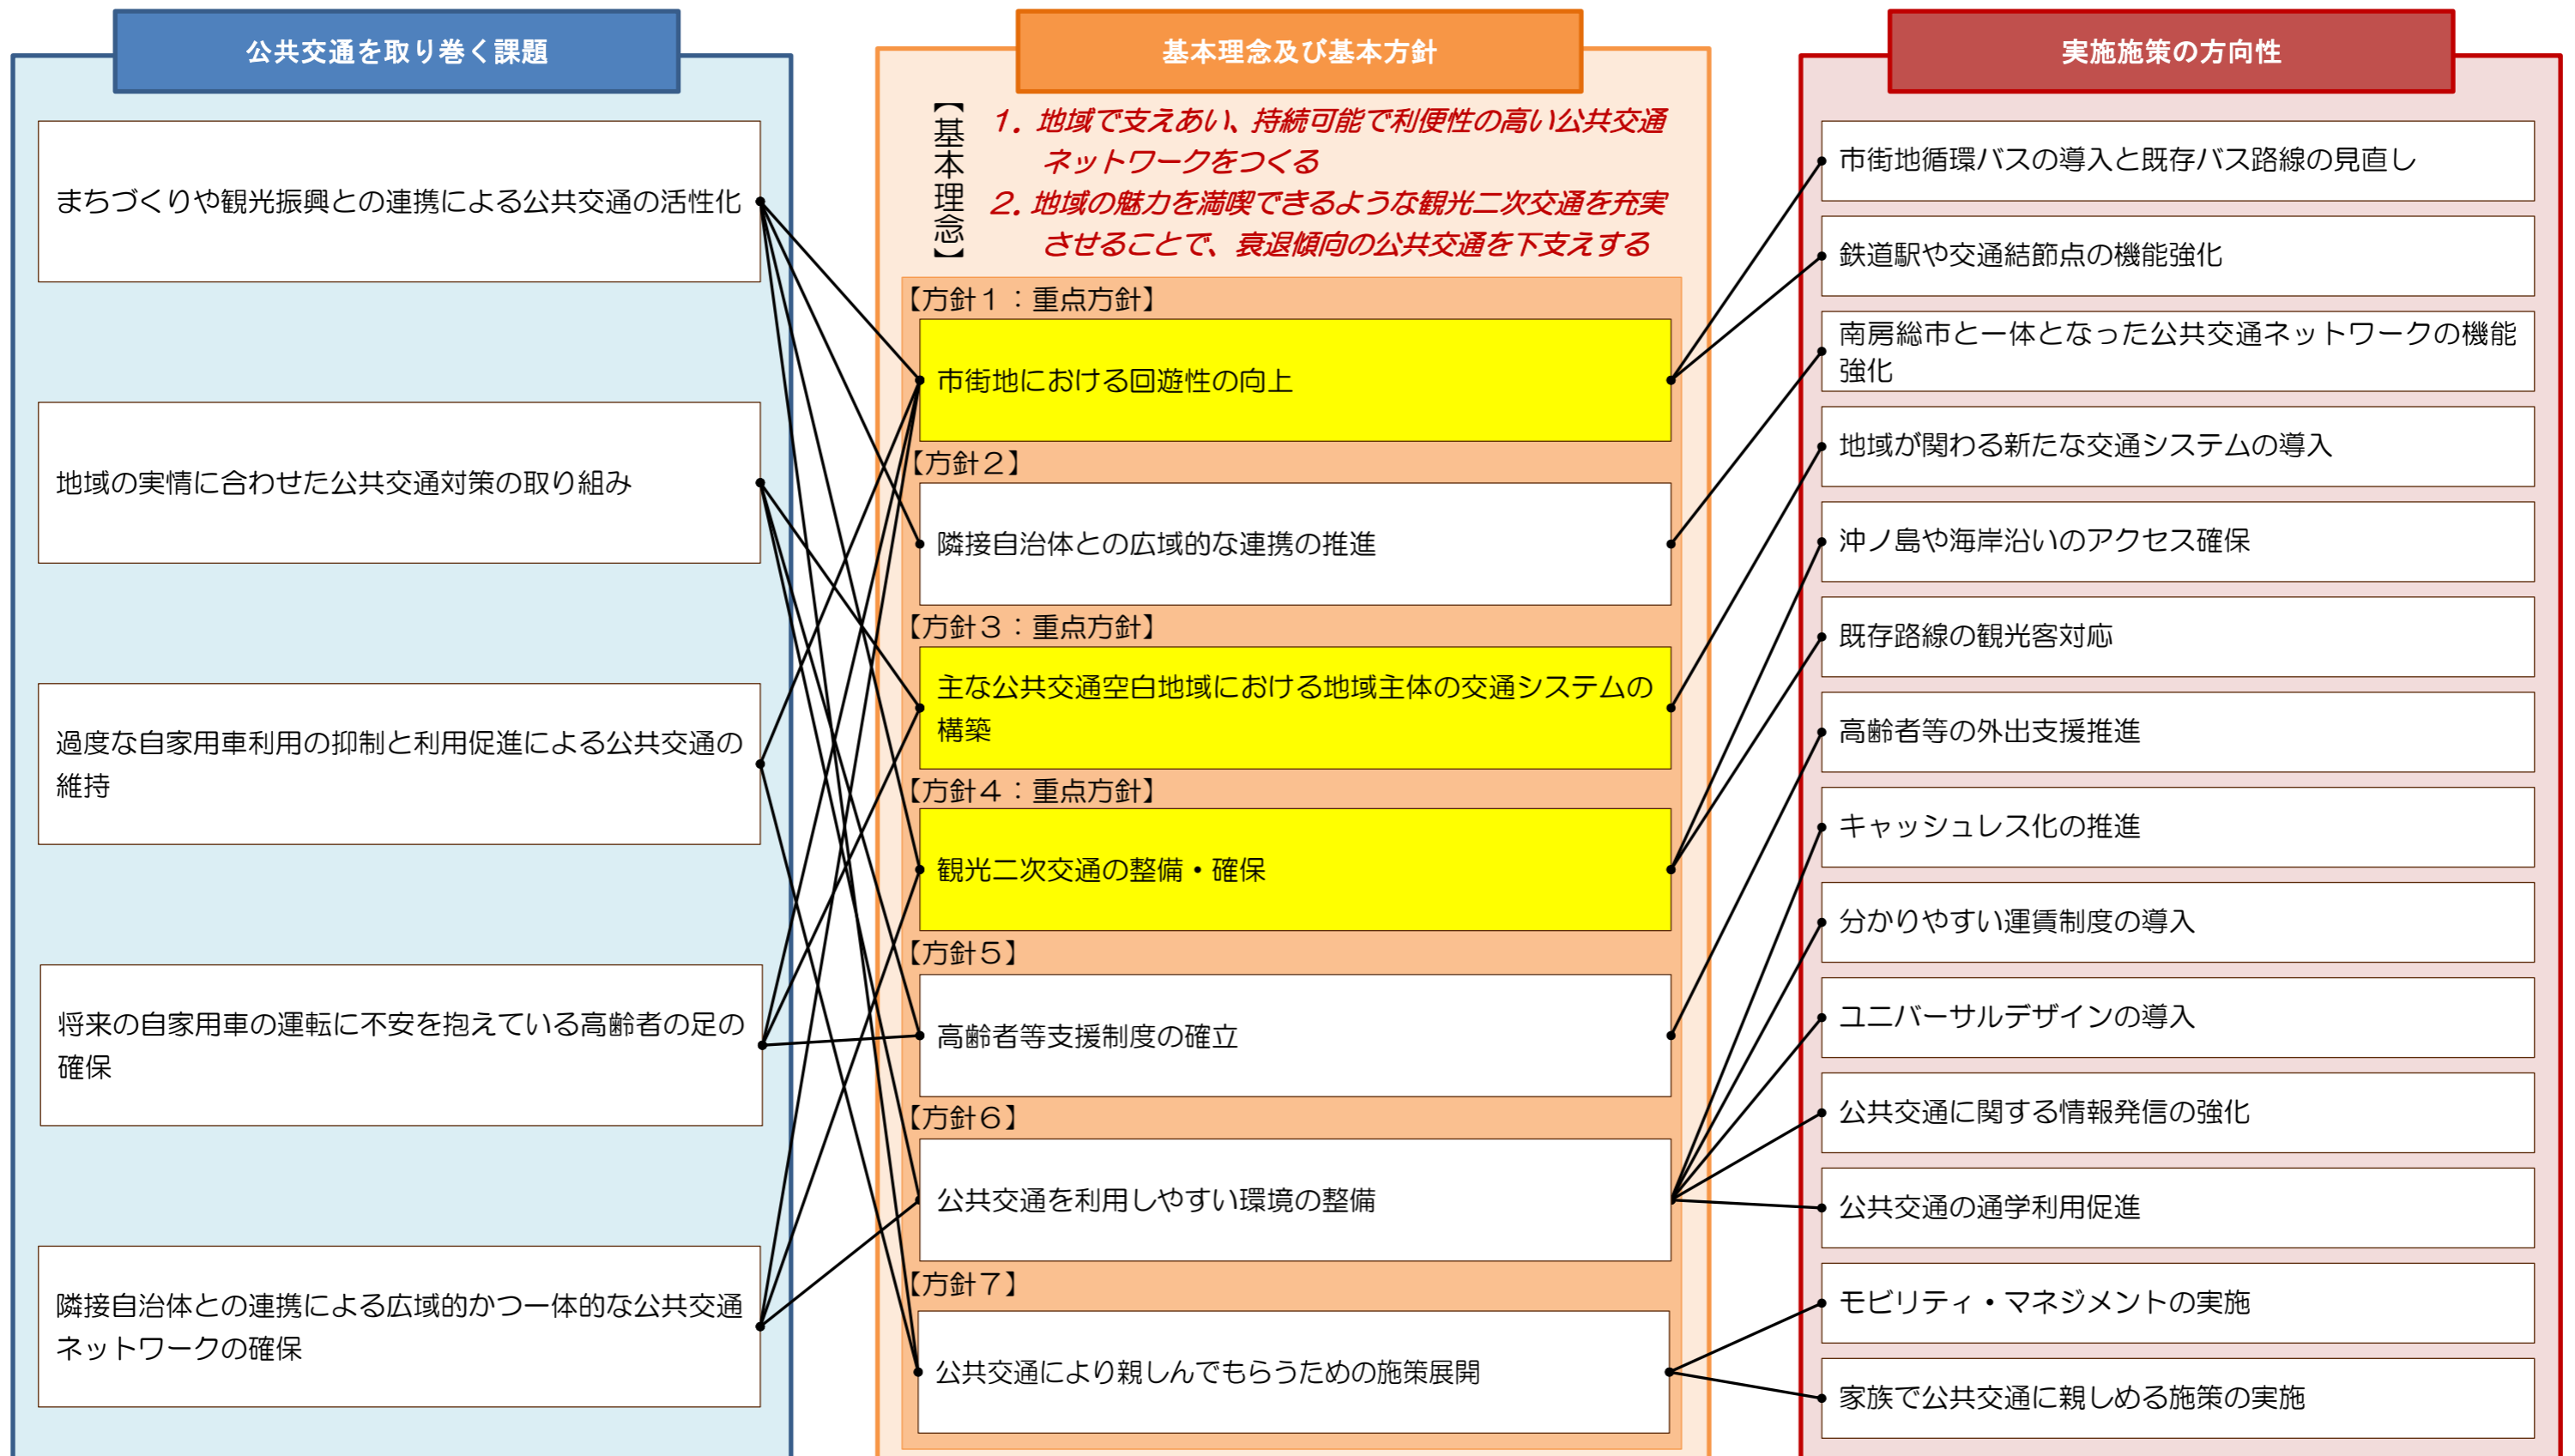 公共交通を取り巻く課題
まちづくりや観光振興との連携による公共交通の活性化
地域の実情に合わせた公共交通対策の取り組み
過度な自家用車利用の抑制と利用促進による公共交通の
維持
将来の自家用車の運転に不安を抱えている高齢者の足の
確保
隣接自治体との連携による広域的かつ一体的な公共交通
ネットワークの確保
基本理念及び基本方針
【基本理念】
1. 地域で支えあい、持続可能で利便性の高い公共交通
ネットワークをつくる
2. 地域の魅力を満喫できるような観光二次交通を充実
させることで、衰退傾向の公共交通を下支えする
【方針1：重点方針】
市街地における回遊性の向上
【方針2】
隣接自治体との広域的な連携の推進
【方針3：重点方針】
主な公共交通空白地域における地域主体の交通システムの
構築
【方針4：重点方針】
観光二次交通の整備・確保
【方針5】
高齢者等支援制度の確立
【方針6】
公共交通を利用しやすい環境の整備
【方針7】
公共交通により親しんでもらうための施策展開
実施施策の方向性
市街地循環バスの導入と既存バス路線の見直し
鉄道駅や交通結節点の機能強化
南房総市と一体となった公共交通ネットワークの機能
強化
地域が関わる新たな交通システムの導入
沖ノ島や海岸沿いのアクセス確保
既存路線の観光客対応
高齢者等の外出支援推進
キャッシュレス化の推進
分かりやすい運賃制度の導入
ユニバーサルデザインの導入
公共交通に関する情報発信の強化
公共交通の通学利用促進
モビリティ・マネジメントの実施
家族で公共交通に親しめる施策の実施